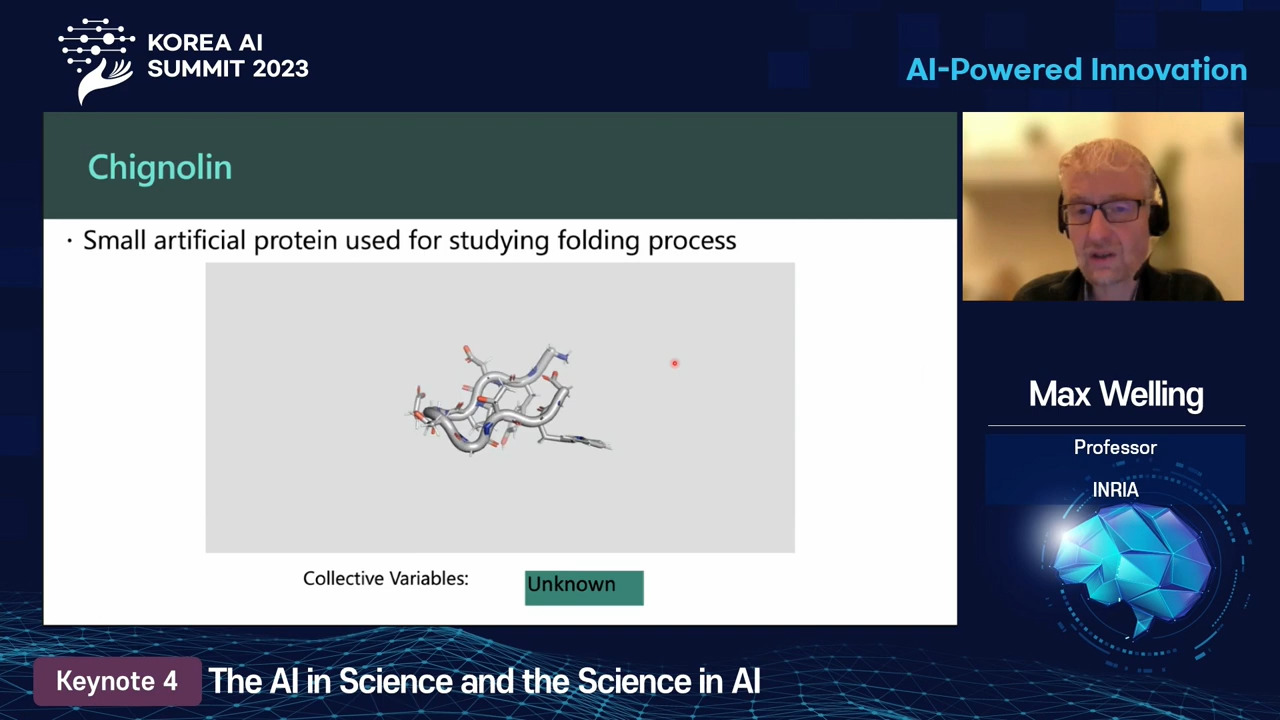 KOREA AI
SUMMIT 2023
AI-Powered Innovation
Chignolin
· Small artificial protein used for studying folding process
Collective Variables:
Unknown
Max Welling
Professor
INRIA
Keynote 4
The AI in Science and the Science in AI